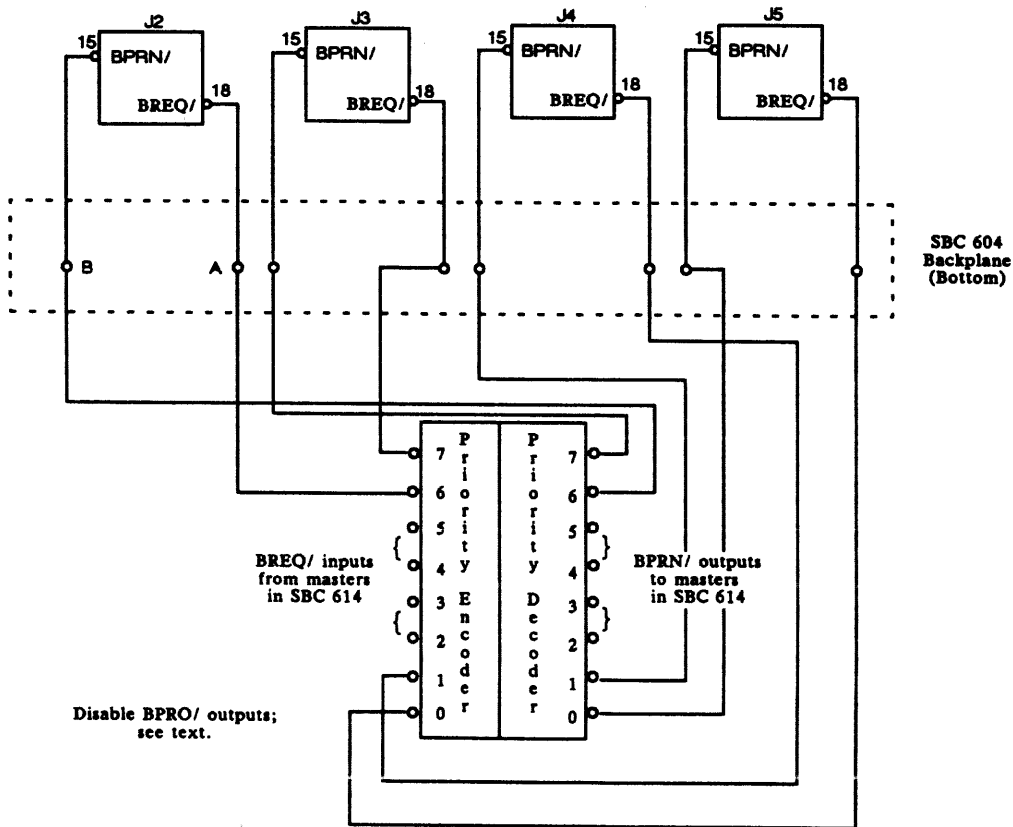 J2
J3
J4
J5
15
BPRN/
BREQ/
18
15
BPRN/
BREQ/
18
15
BPRN/
BREQ/
18
15
BPRN/
BREQ/
18
B
A
SBC 604
Backplane
(Bottom)
7
6
5
4
3
2
1
0
Priority Encoder
Priority Decoder
7
6
5
4
3
2
1
0
BREQ/ inputs
from masters
in SBC 614
BPRN/ outputs
to masters
in SBC 614
Disable BPRO/ outputs;
see text.